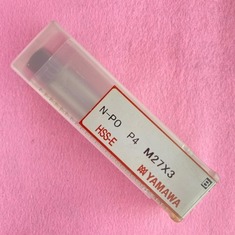 N-PO P4 M27X3
HSS-E
YAMAWA